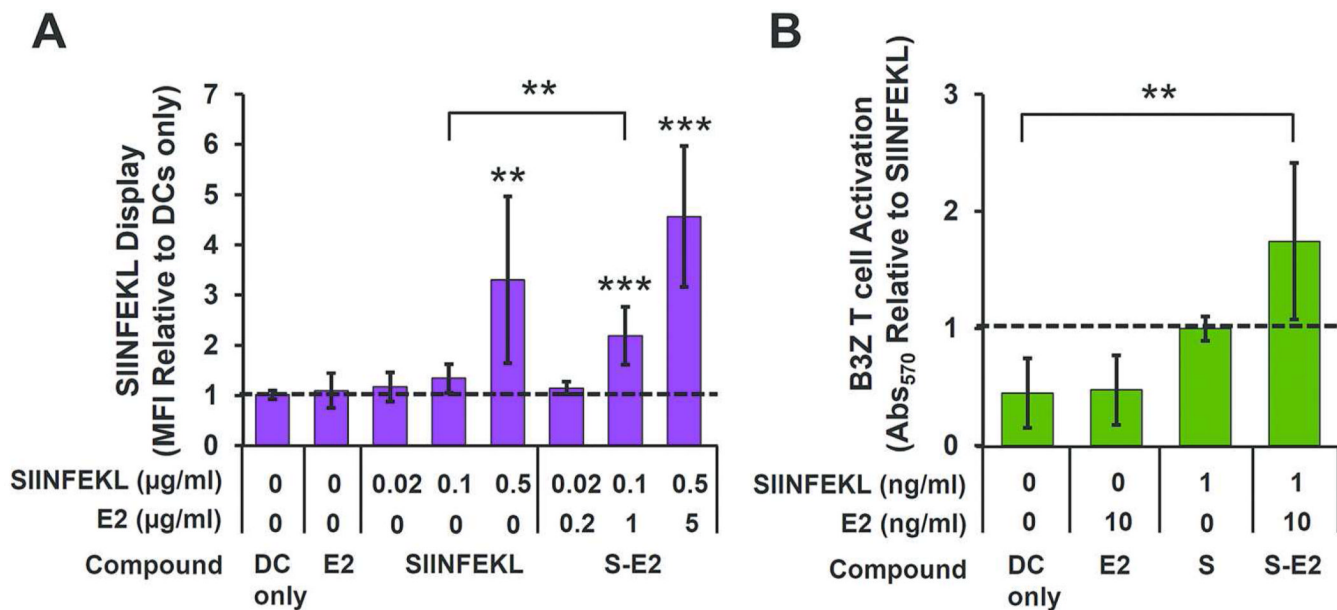 A
SIINFEKL Display
(MFI Relative to DCs only)
7
6
5
4
3
2
1
0
**
**
***
***
SIINFEKL (µg/ml) 0 0 0.02 0.1 0.5 0.02 0.1 0.5
E2 (µg/ml) 0 0 0 0 0 0.2 1 5
Compound DC only E2 SIINFEKL S-E2
B
B3Z T cell Activation
(Abs570 Relative to SIINFEKL)
3
2
1
0
**
SIINFEKL (ng/ml) 0 0 1 1
E2 (ng/ml) 0 10 0 10
Compound DC only E2 S S-E2